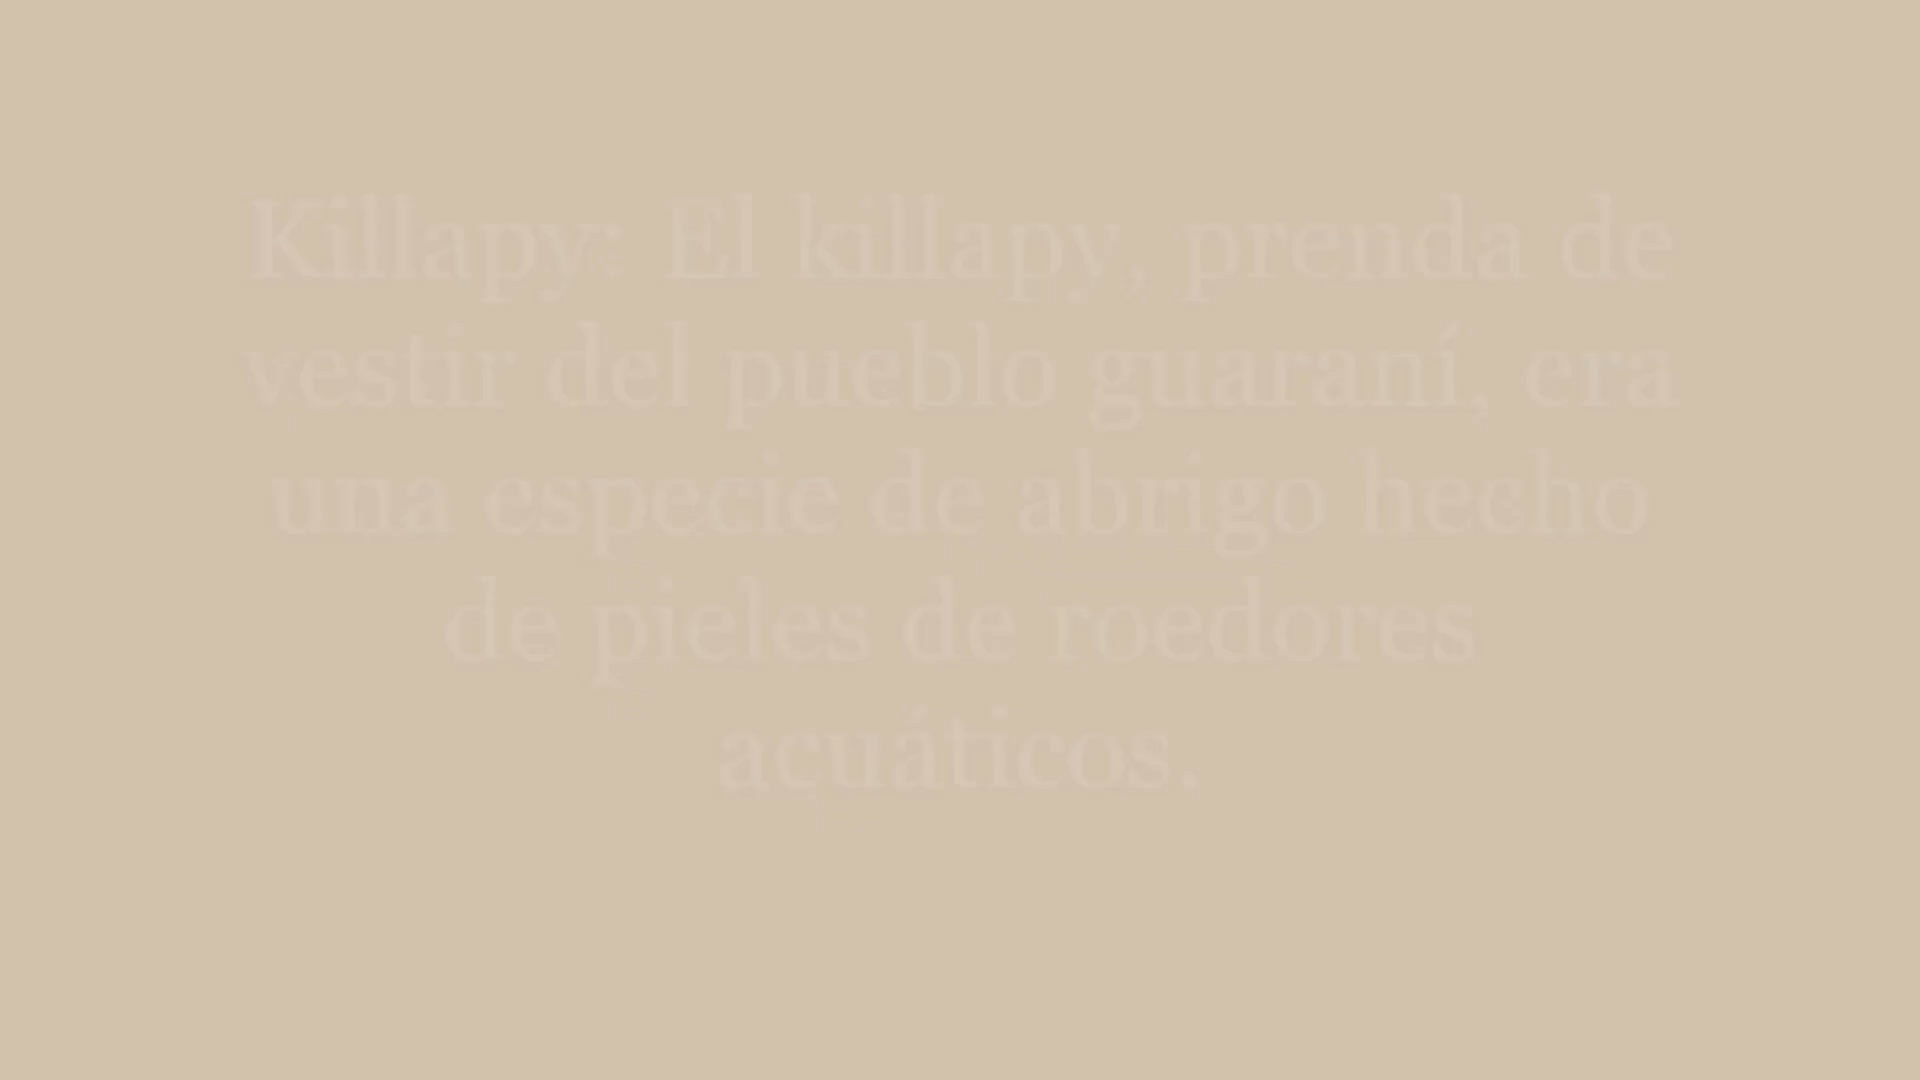 Killapy: El killapy, prenda de
vestir del pueblo guaraní, era
una especie de abrigo hecho
de pieles de roedores
acuáticos.